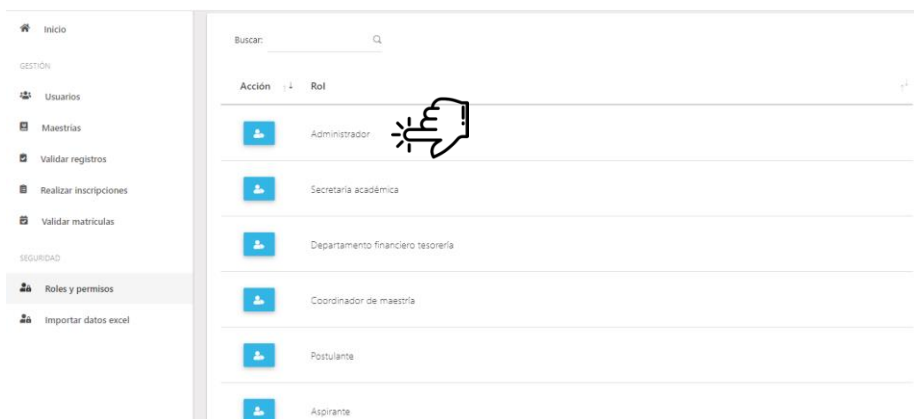 Inicio
GESTIÓN
Usuarios
Maestrías
Validar registros
Realizar inscripciones
Validar matrículas
SEGURIDAD
Roles y permisos
Importar datos excel
Buscar:
Acción Rol
Administrador
Secretaría académica
Departamento financiero tesorería
Coordinador de maestría
Postulante
Aspirante